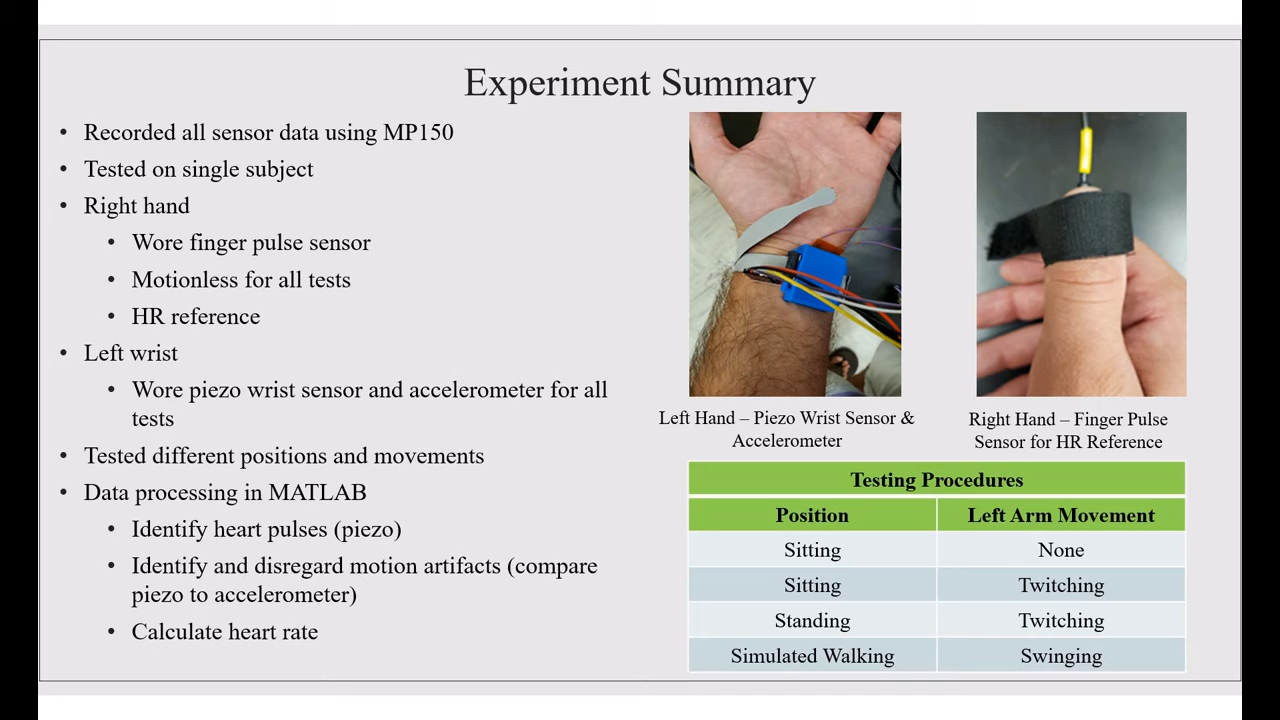 Experiment Summary
• Recorded all sensor data using MP150
• Tested on single subject
• Right hand
• Wore finger pulse sensor
• Motionless for all tests
• HR reference
• Left wrist
• Wore piezo wrist sensor and accelerometer for all
tests
• Tested different positions and movements
• Data processing in MATLAB
• Identify heart pulses (piezo)
• Identify and disregard motion artifacts (compare
piezo to accelerometer)
• Calculate heart rate
Left Hand – Piezo Wrist Sensor &
Accelerometer
Right Hand – Finger Pulse
Sensor for HR Reference
Testing Procedures
Position Left Arm Movement
Sitting None
Sitting Twitching
Standing Twitching
Simulated Walking Swinging